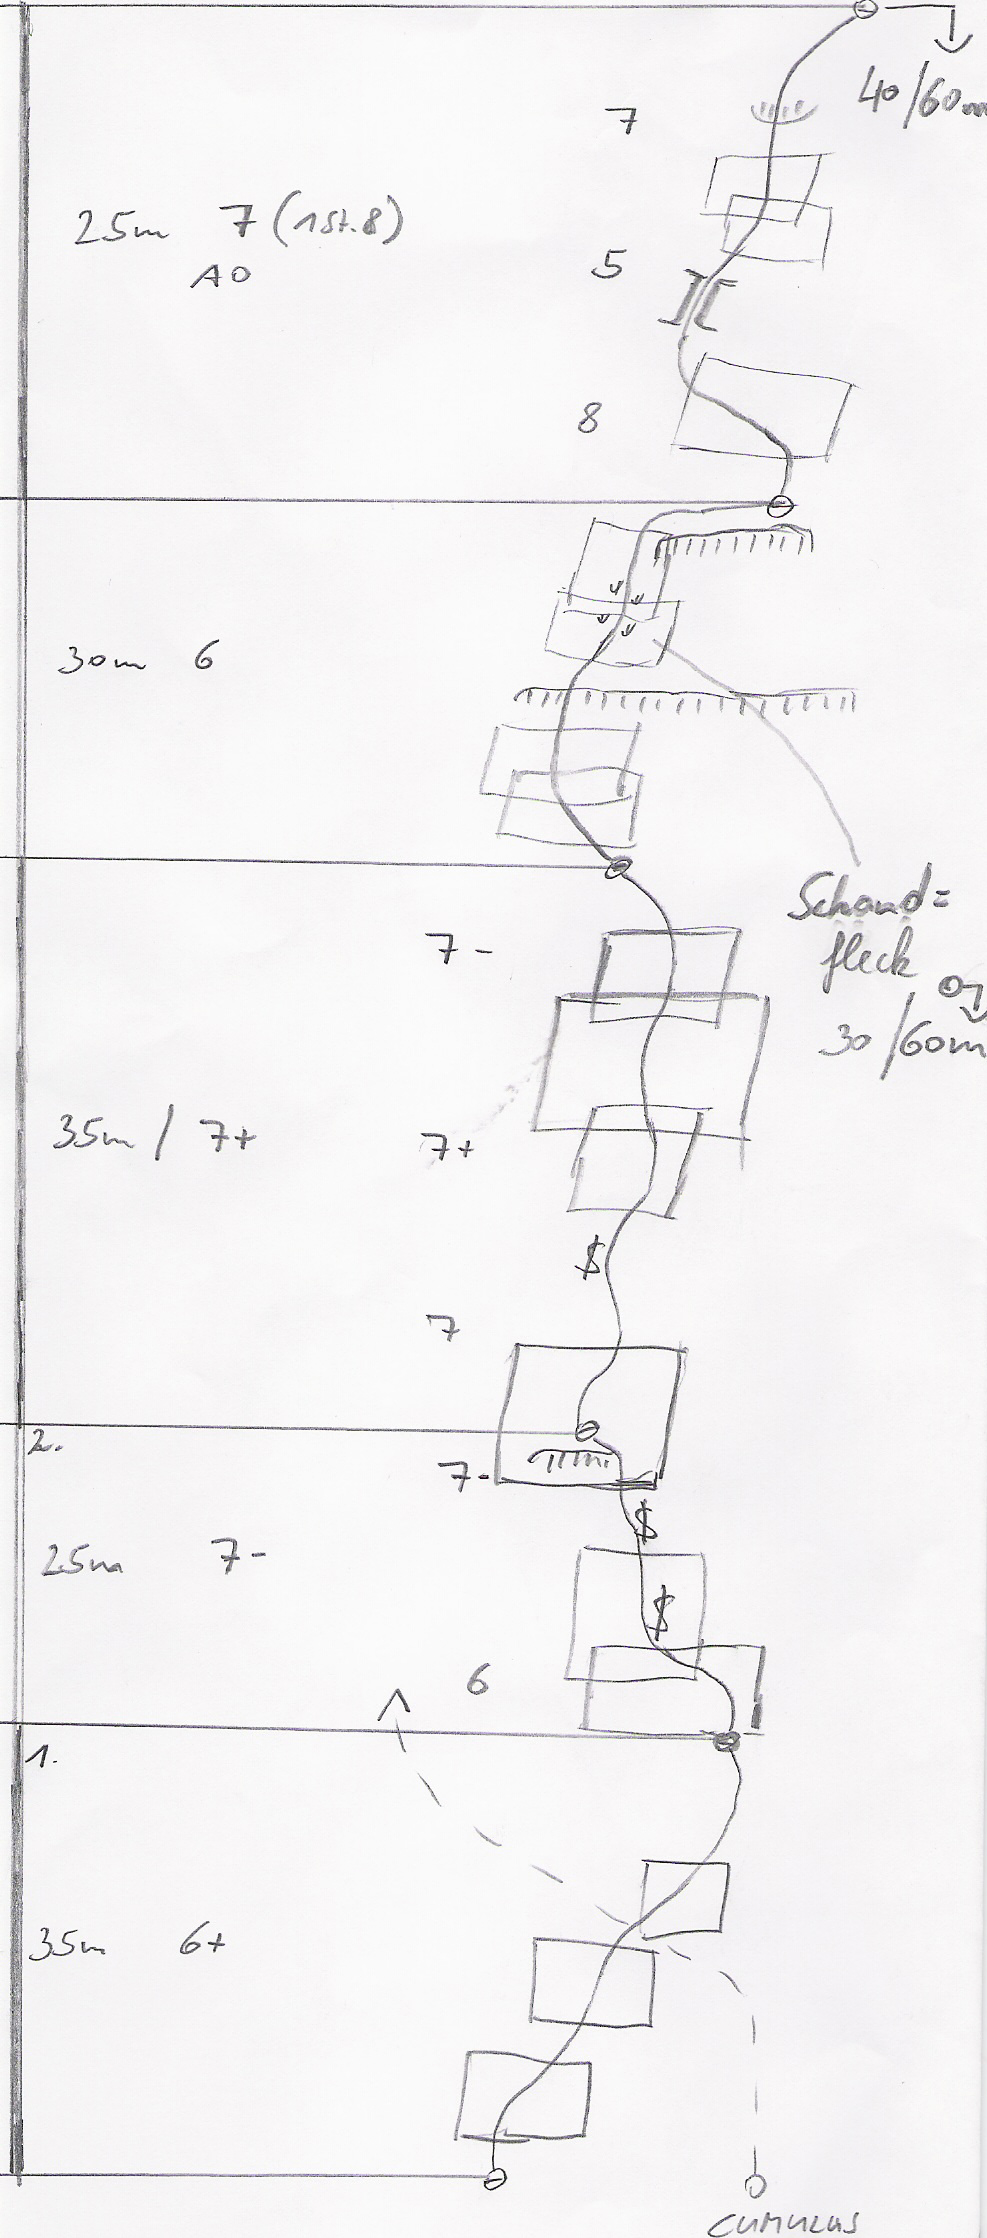 40/60m
7
25m 7 (1St.8)
A0
5
8
30m 6
Schand=
fleck
30/60m
7-
35m / 7+
7+
$
7
2.
7-
$
25m 7-
$
6
1.
35m 6+
CUMULUS